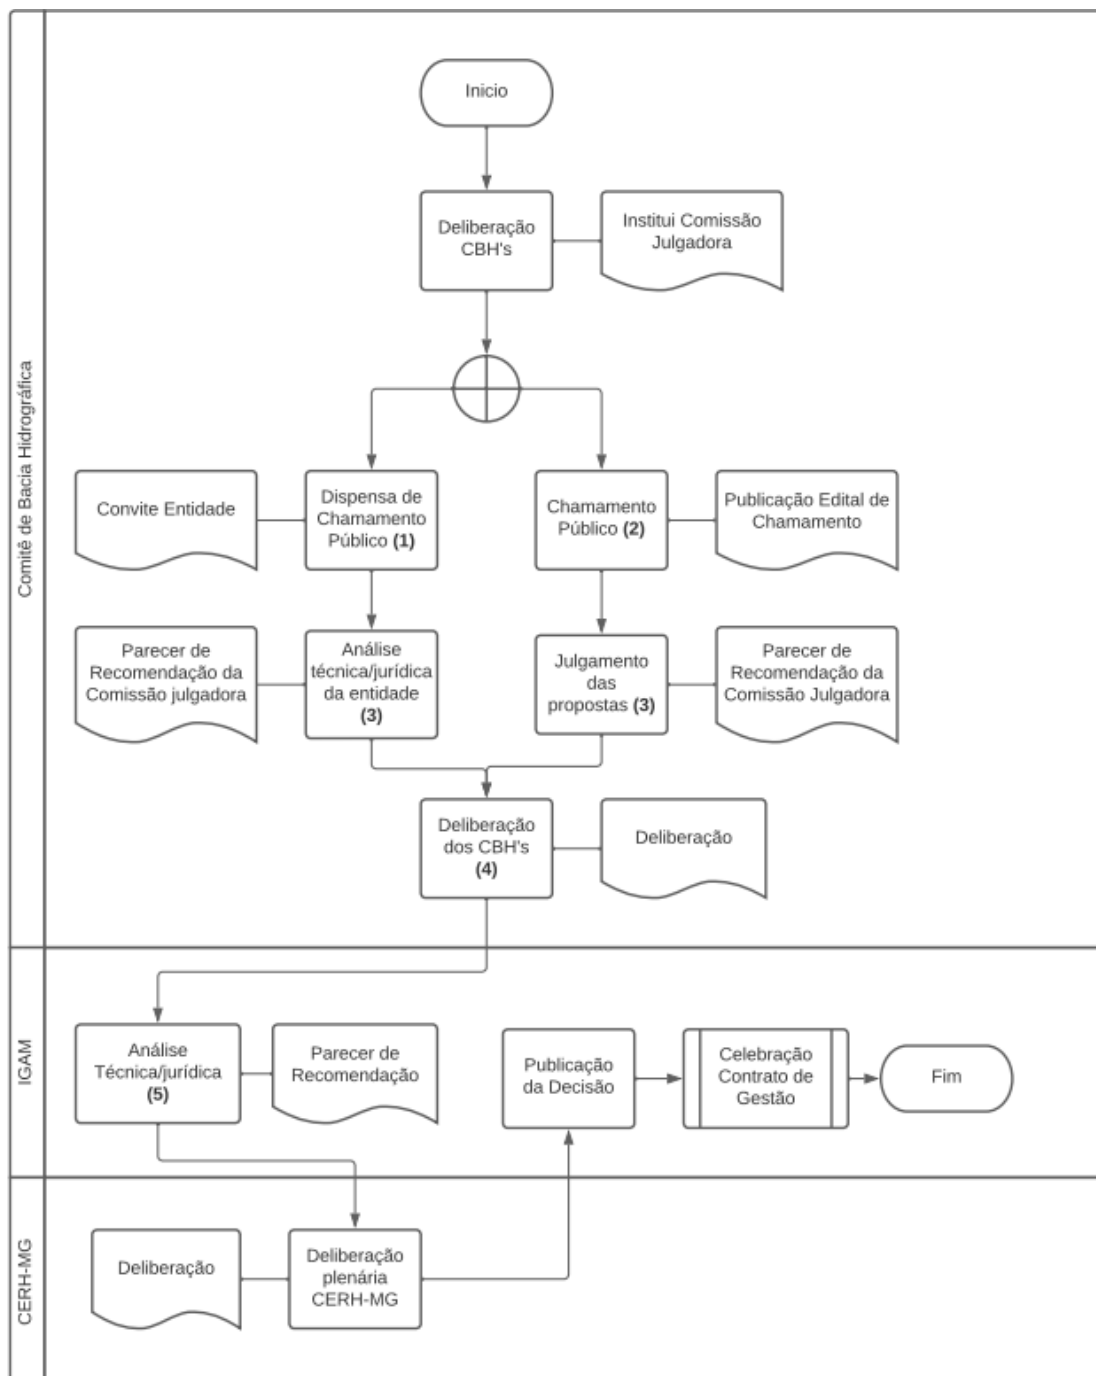 Comitê de Bacia Hidrográfica
Inicio
Deliberação
CBH's
Institui Comissão
Julgadora
Convite Entidade
Dispensa de
Chamamento
Público (1)
Chamamento
Público (2)
Publicação Edital de
Chamamento
Parecer de
Recomendação da
Comissão julgadora
Análise
técnica/jurídica
da entidade
(3)
Julgamento
das
propostas (3)
Parecer de
Recomendação da
Comissão Julgadora
Deliberação
dos CBH's
(4)
Deliberação
IGAM
Análise
Técnica/jurídica
(5)
Parecer de
Recomendação
Publicação
da Decisão
Celebração
Contrato de
Gestão
Fim
CERH-MG
Deliberação
Deliberação
plenária
CERH-MG